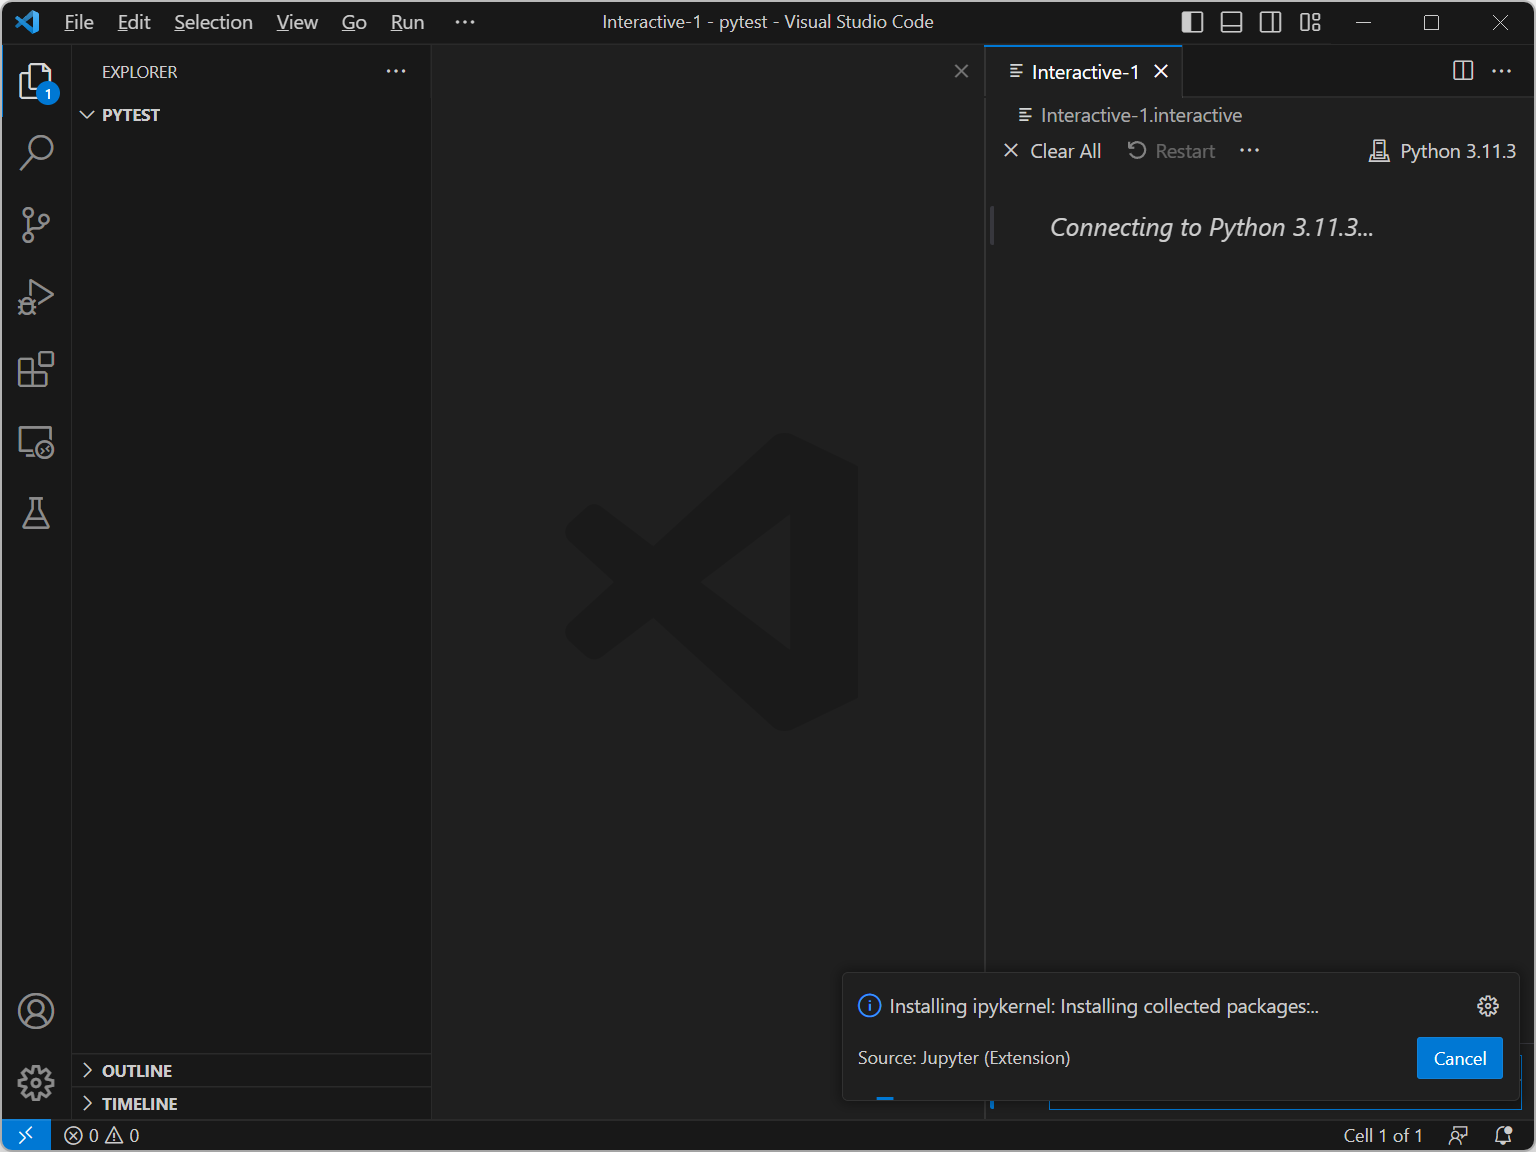 File Edit Selection View Go Run ···
Interactive-1 - pytest - Visual Studio Code
EXPLORER
1
PYTEST
Interactive-1
Interactive-1.interactive
Clear All Restart ··· Python 3.11.3
Connecting to Python 3.11.3...
Installing ipykernel: Installing collected packages:..
Source: Jupyter (Extension)
Cancel
OUTLINE
TIMELINE
0 0
Cell 1 of 1